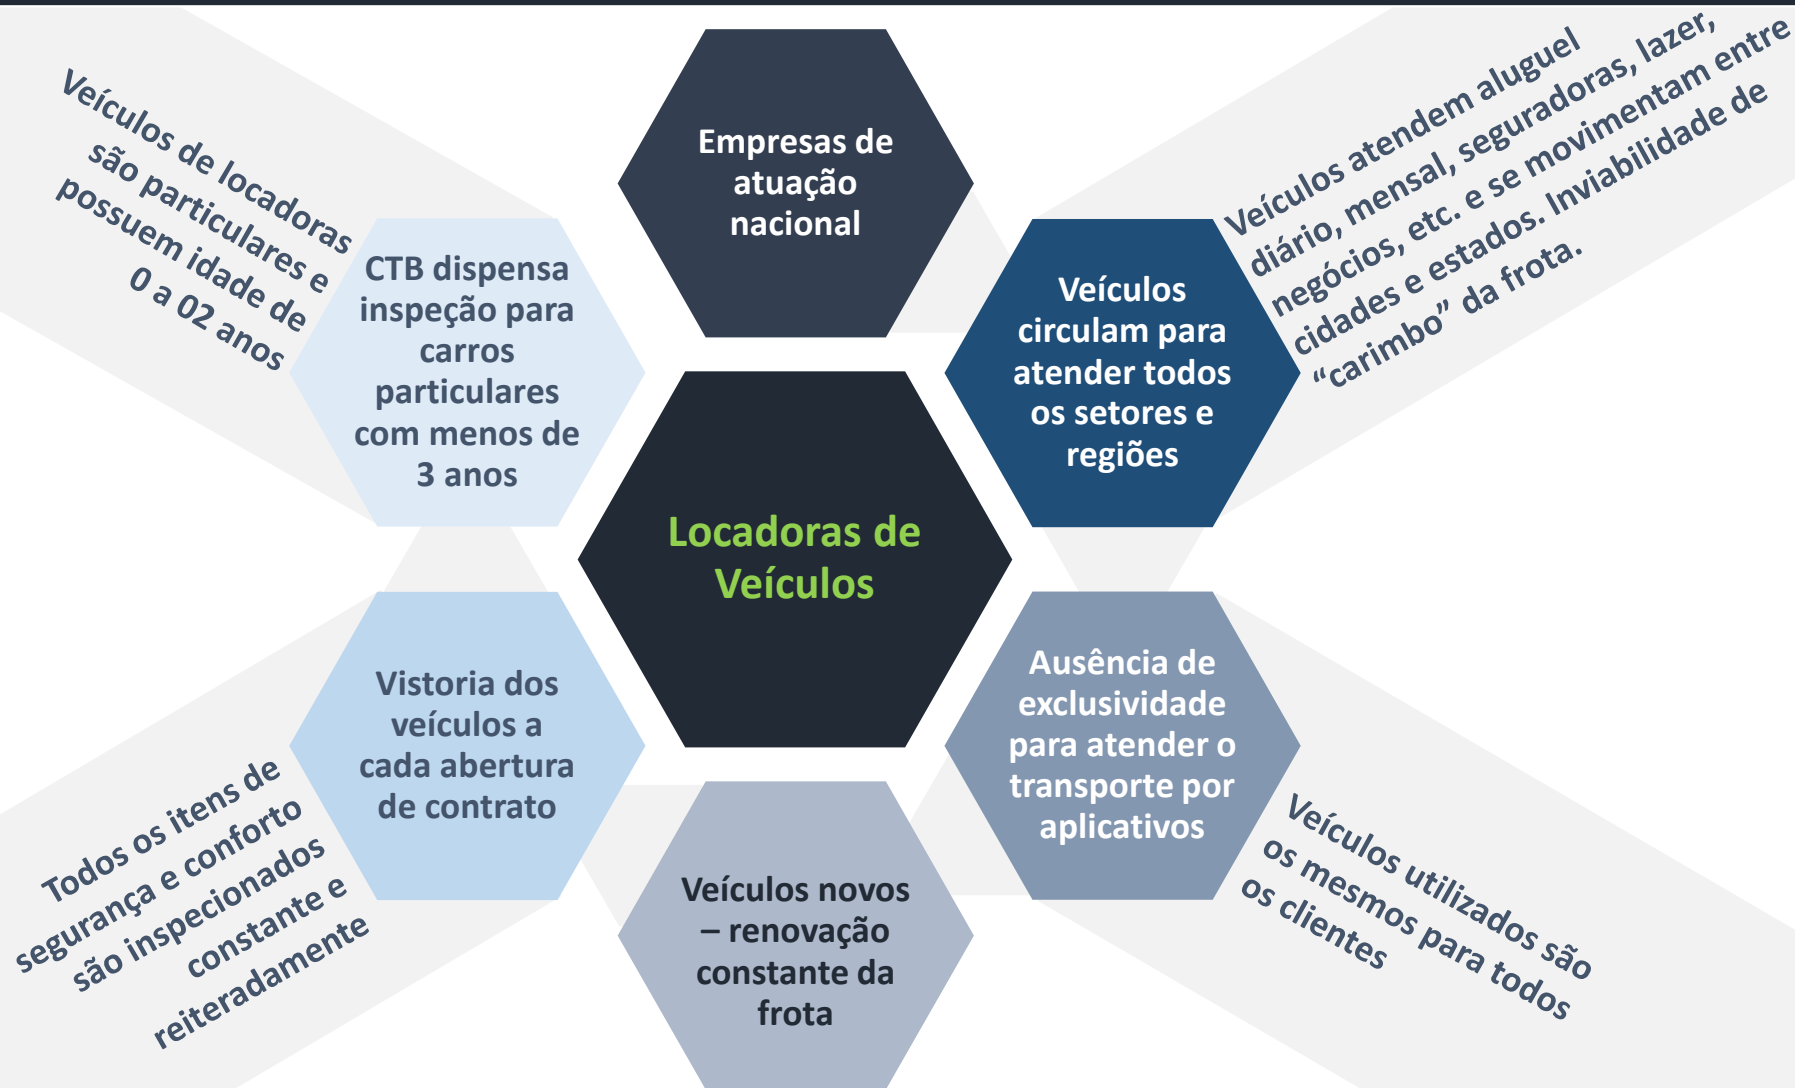 Empresas de
atuação
nacional
Veículos de locadoras
são particulares e
possuem idade de
0 a 02 anos
CTB dispensa
inspeção para
carros
particulares
com menos de
3 anos
Veículos
circulam para
atender todos
os setores e
regiões
Veículos atendem aluguel
diário, mensal, seguradoras, lazer,
negócios, etc. e se movimentam entre
cidades e estados. Inviabilidade de
“carimbo” da frota.
Locadoras de
Veículos
Vistoria dos
veículos a
cada abertura
de contrato
Todos os itens de
segurança e conforto
são inspecionados
constante e
reiteradamente
Ausência de
exclusividade
para atender o
transporte por
aplicativos
Veículos utilizados são
os mesmos para todos
os clientes
Veículos novos
– renovação
constante da
frota